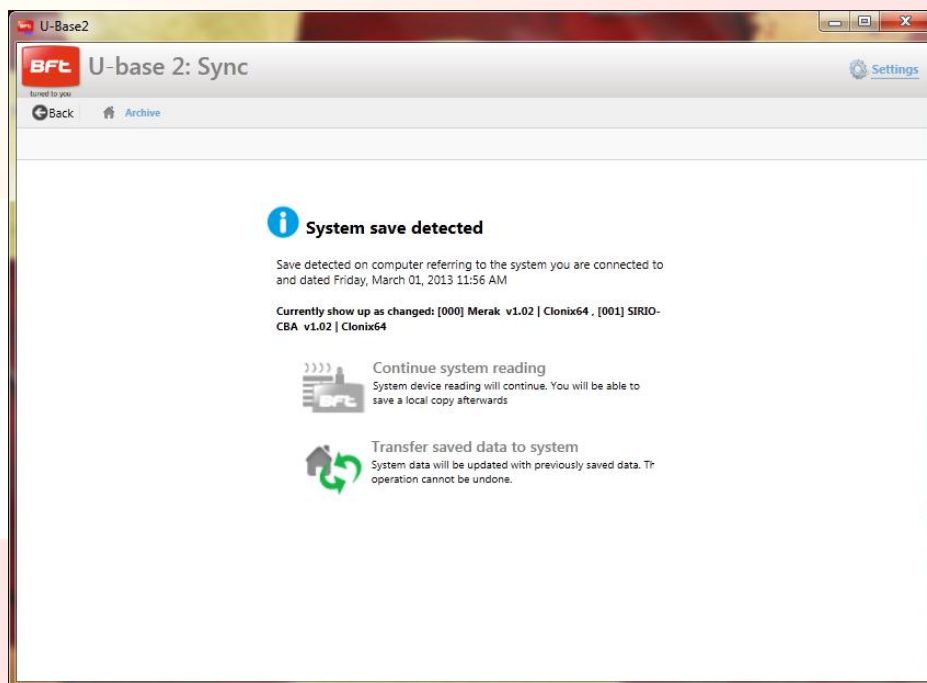 U-Base2
BFt
U-base 2: Sync
Settings
tuned to you
Back
Archive
System save detected
Save detected on computer referring to the system you are connected to
and dated Friday, March 01, 2013 11:56 AM
Currently show up as changed: [000] Merak v1.02 | Clonix64 , [001] SIRIO-
CBA v1.02 | Clonix64
Continue system reading
System device reading will continue. You will be able to
save a local copy afterwards
BFt
Transfer saved data to system
System data will be updated with previously saved data. Th
operation cannot be undone.